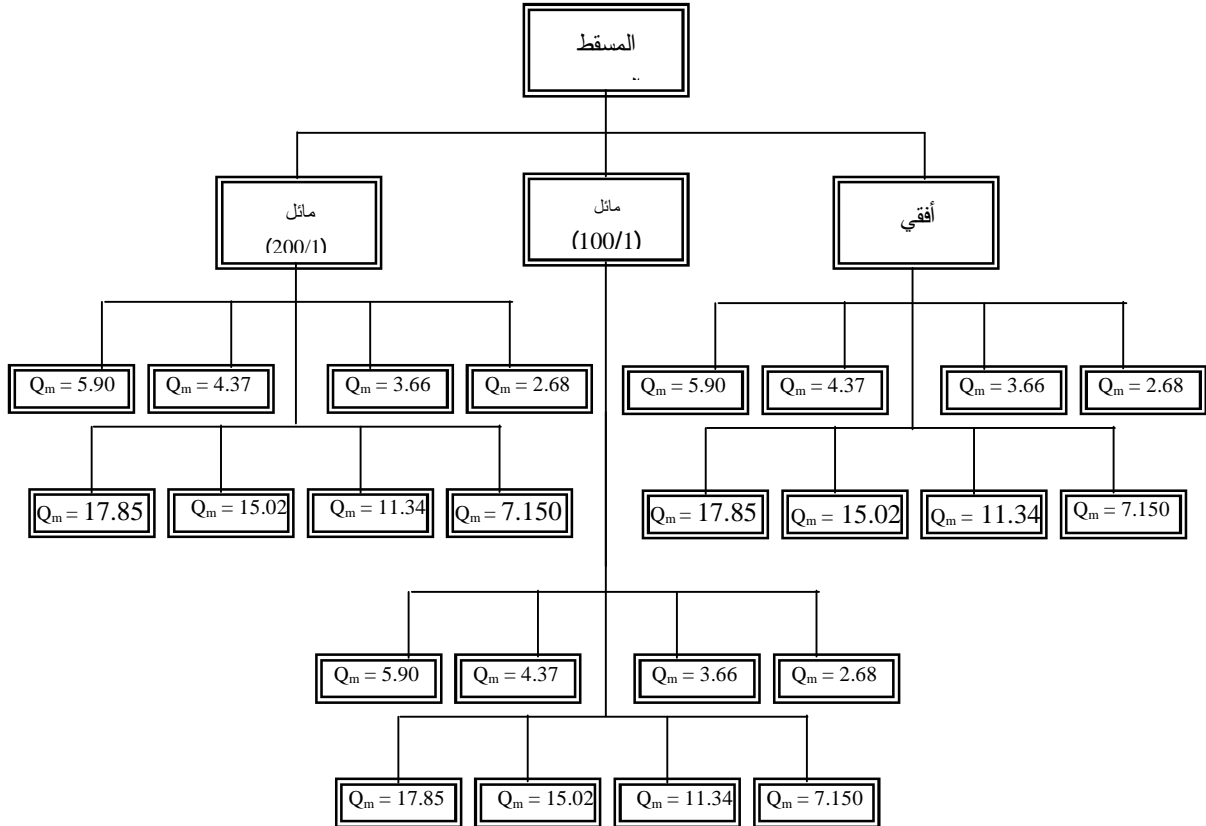 المسقط
أفقي
مائل
(100/1)
مائل
(200/1)
Qm = 5.90
Qm = 4.37
Qm = 3.66
Qm = 2.68
Qm = 5.90
Qm = 4.37
Qm = 3.66
Qm = 2.68
Qm = 17.85
Qm = 15.02
Qm = 11.34
Qm = 7.150
Qm = 17.85
Qm = 15.02
Qm = 11.34
Qm = 7.150
Qm = 5.90
Qm = 4.37
Qm = 3.66
Qm = 2.68
Qm = 17.85
Qm = 15.02
Qm = 11.34
Qm = 7.150